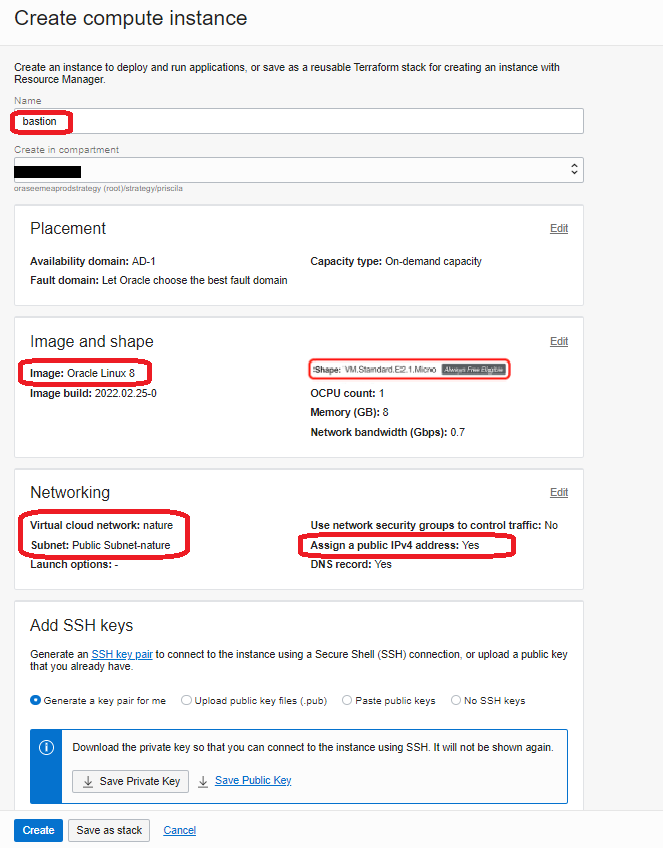 Create compute instance
Create an instance to deploy and run applications, or save as a reusable Terraform stack for creating an instance with
Resource Manager.
Name
bastion
Create in compartment
oraseemeaprodstrategy (root)/strategy/priscila
Placement Edit
Availability domain: AD-1 Capacity type: On-demand capacity
Fault domain: Let Oracle choose the best fault domain
Image and shape Edit
Image: Oracle Linux 8 Shape: VM.Standard.E2.1.Micro Always Free Eligible
Image build: 2022.02.25-0 OCPU count: 1
Memory (GB): 8
Network bandwidth (Gbps): 0.7
Networking Edit
Virtual cloud network: nature Use network security groups to control traffic: No
Subnet: Public Subnet-nature Assign a public IPv4 address: Yes
Launch options: - DNS record: Yes
Add SSH keys
Generate an SSH key pair to connect to the instance using a Secure Shell (SSH) connection, or upload a public key
that you already have.
Generate a key pair for me Upload public key files (.pub) Paste public keys No SSH keys
Download the private key so that you can connect to the instance using SSH. It will not be shown again.
Save Private Key Save Public Key
Create Save as stack Cancel